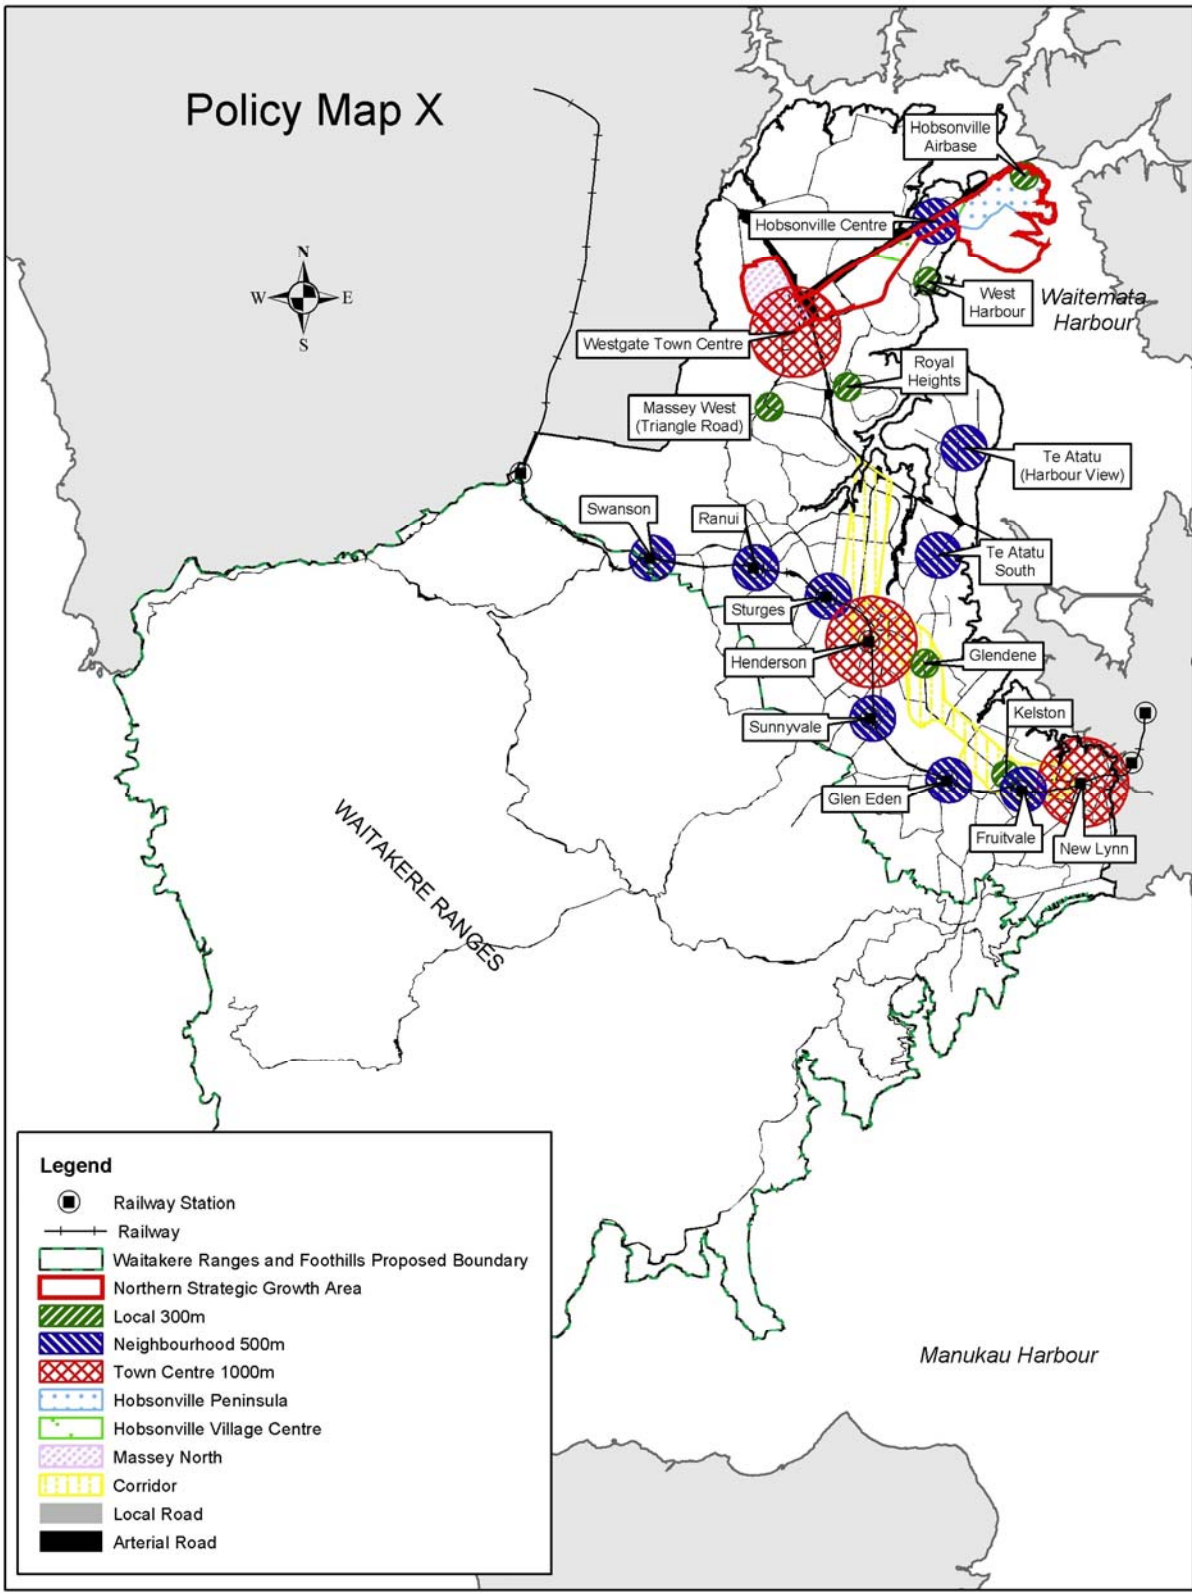 Policy Map X
N
W
E
S
Hobsonville
Airbase
Hobsonville Centre
West
Harbour
Waitemata
Harbour
Westgate Town Centre
Royal
Heights
Massey West
(Triangle Road)
Te Atatu
(Harbour View)
Swanson
Ranui
Te Atatu
South
Sturges
Henderson
Glendene
Sunnyvale
Kelston
Glen Eden
Fruitvale
New Lynn
WAITAKERE RANGES
Manukau Harbour
Legend
Railway Station
Railway
Waitakere Ranges and Foothills Proposed Boundary
Northern Strategic Growth Area
Local 300m
Neighbourhood 500m
Town Centre 1000m
Hobsonville Peninsula
Hobsonville Village Centre
Massey North
Corridor
Local Road
Arterial Road